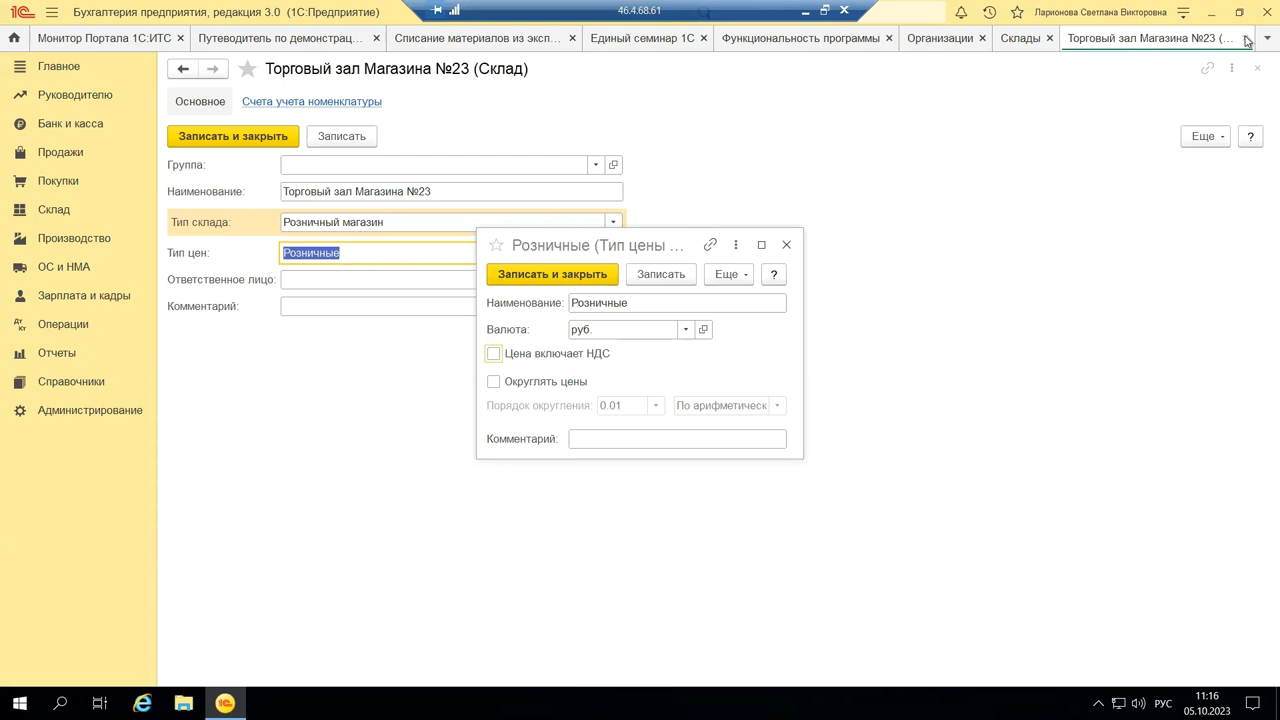 Бухгалтерия предприятия, редакция 3.0 (1С:Предприятие)
46.4.68.61
Ларионова Светлана Викторовна
Монитор Портала 1С:ИТС
Путеводитель по демонстрац...
Списание материалов из эксп...
Единый семинар 1С
Функциональность программы
Организации
Склады
Торговый зал Магазина №23 (...
Главное
Руководителю
Банк и касса
Продажи
Покупки
Склад
Производство
ОС и НМА
Зарплата и кадры
Операции
Отчеты
Справочники
Администрирование
Торговый зал Магазина №23 (Склад)
Основное
Счета учета номенклатуры
Записать и закрыть
Записать
Еще
?
Группа:
Наименование: Торговый зал Магазина №23
Тип склада: Розничный магазин
Тип цен: Розничные
Ответственное лицо:
Комментарий:
Розничные (Тип цены ...
Записать и закрыть
Записать
Еще
?
Наименование: Розничные
Валюта: руб.
Цена включает НДС
Округлять цены
Порядок округления: 0.01 По арифметическ
Комментарий:
РУС
11:16
05.10.2023